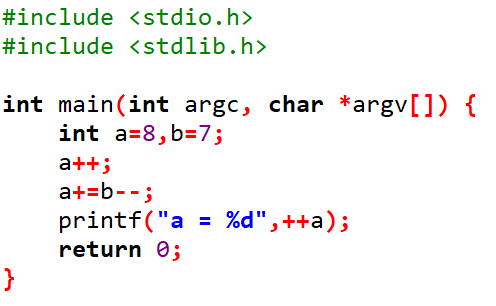 #include <stdio.h>
#include <stdlib.h>

int main(int argc, char *argv[]) {
    int a=8,b=7;
    a++;
    a+=b--;
    printf("a = %d",++a);
    return 0;
}